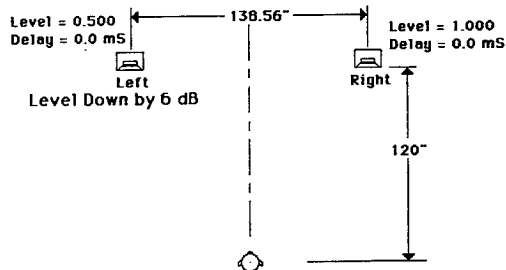 Level = 0.500
Delay = 0.0 mS
138.56"
Level = 1.000
Delay = 0.0 mS
Left
Level Down by 6 dB
Right
120"